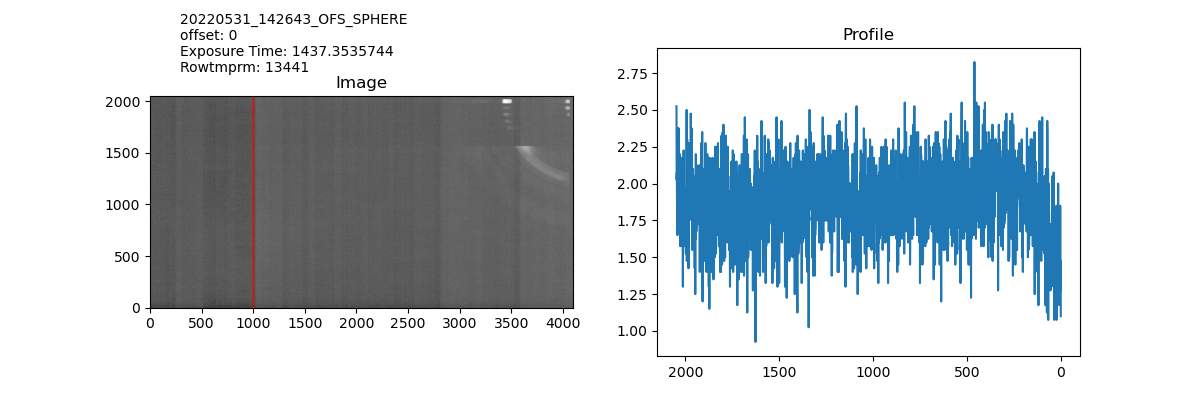 20220531_142643_OFS_SPHERE
offset: 0
Exposure Time: 1437.3535744
Rowtmprm: 13441
Image
2000
1500
1000
500
0
0 500 1000 1500 2000 2500 3000 3500 4000
Profile
2.75
2.50
2.25
2.00
1.75
1.50
1.25
1.00
2000 1500 1000 500 0